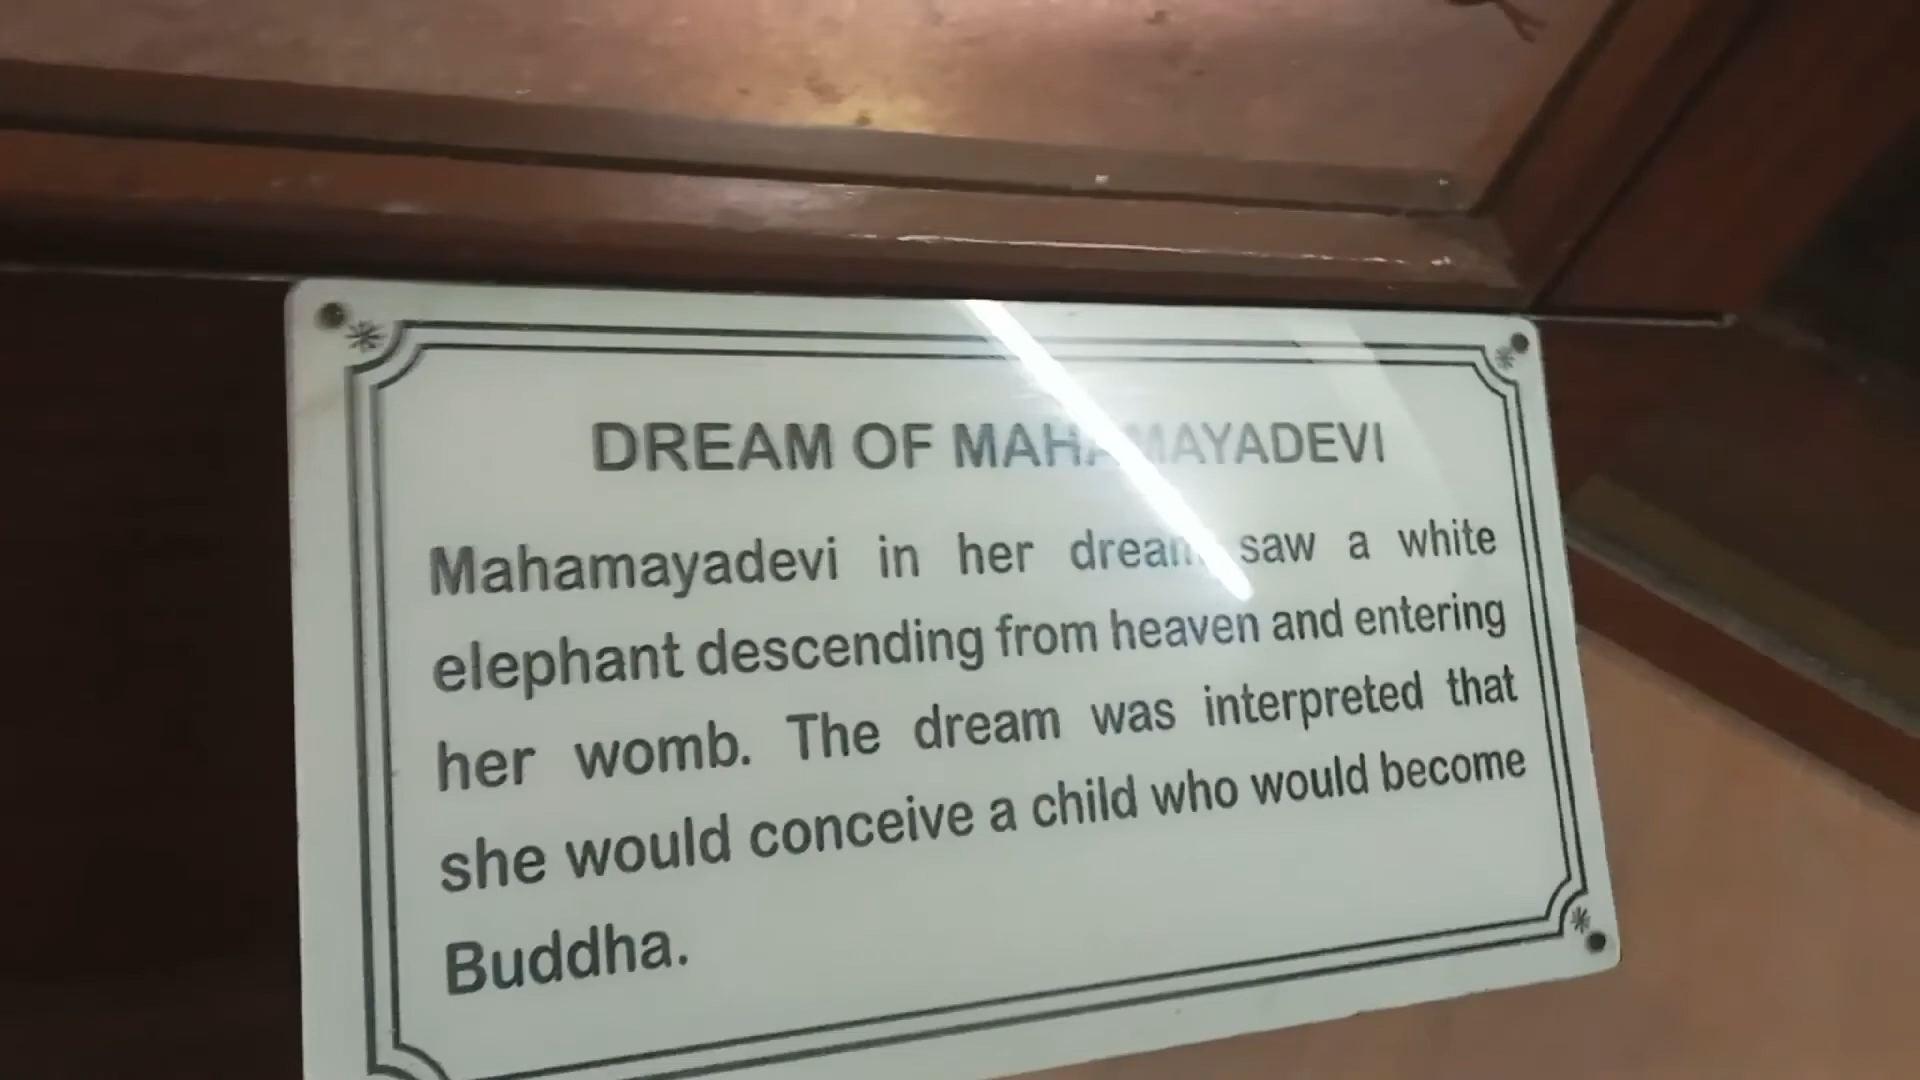 DREAM OF MAHAMAYADEVI
Mahamayadevi in her dream saw a white
elephant descending from heaven and entering
her womb. The dream was interpreted that
she would conceive a child who would become
Buddha.